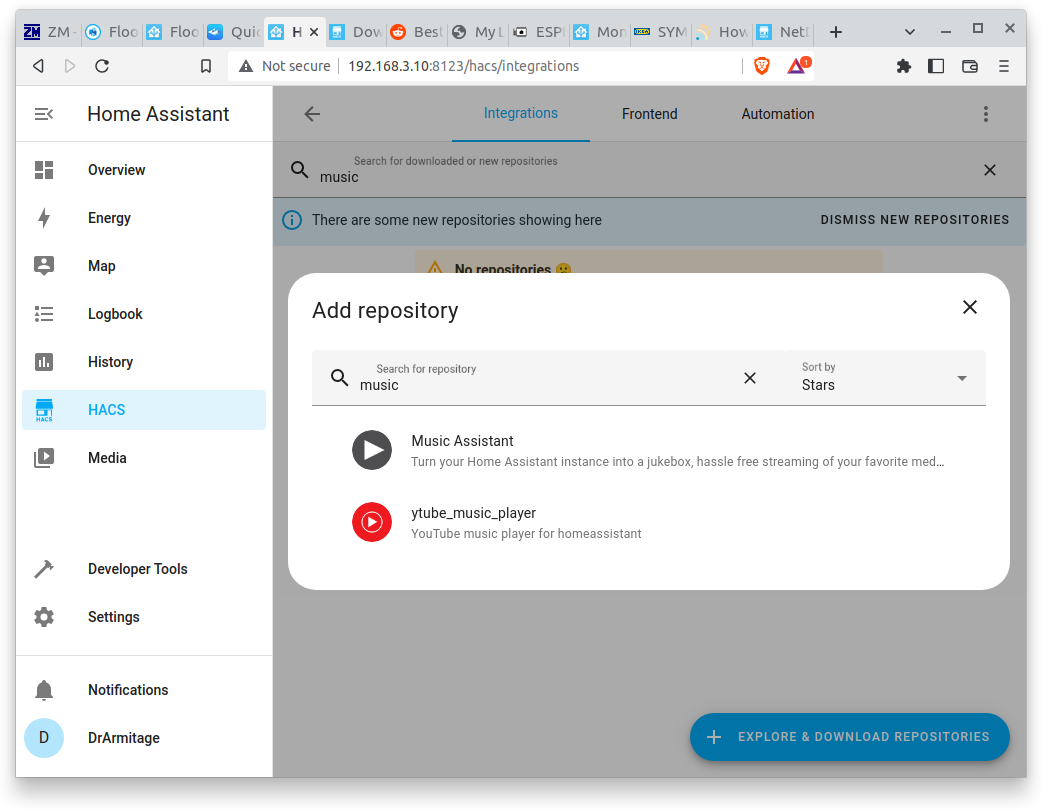 ZM ZM -
Floo
Floo
Quic
H
Dow
Best
My L
ESPI
Mon
IKEA SYM
How
NetD
Not secure 192.168.3.10:8123/hacs/integrations
1
Home Assistant
Overview
Energy
Map
Logbook
History
HACS HACS
Media
Developer Tools
Settings
Notifications
D DrArmitage
Integrations Frontend Automation
Search for downloaded or new repositories
music
There are some new repositories showing here DISMISS NEW REPOSITORIES
No repositories
Add repository
Search for repository
music
Sort by
Stars
Music Assistant
Turn your Home Assistant instance into a jukebox, hassle free streaming of your favorite med…
ytube_music_player
YouTube music player for homeassistant
EXPLORE & DOWNLOAD REPOSITORIES